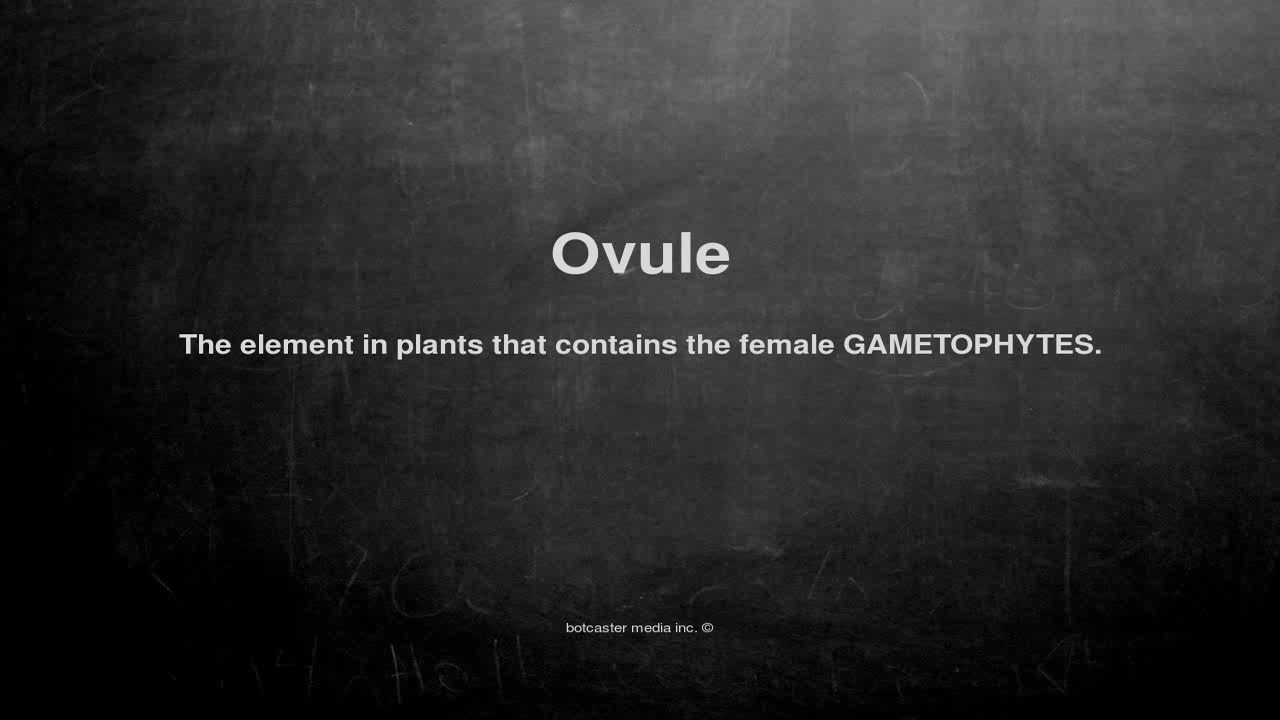 Ovule
The element in plants that contains the female GAMETOPHYTES.
botcaster media inc. ©